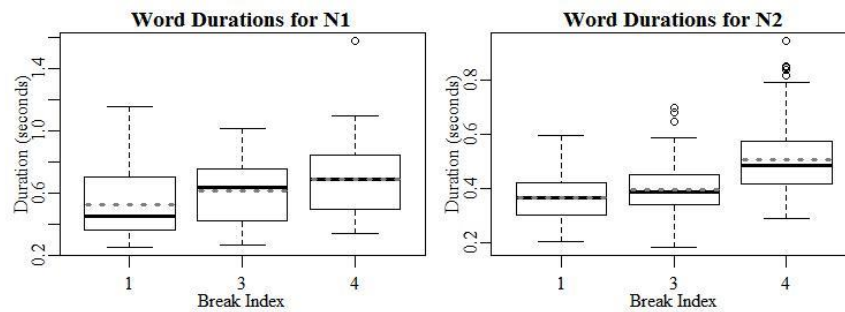 Word Durations for N1
Duration (seconds)
1.4
1.0
0.6
0.2
1 3 4
Break Index
Word Durations for N2
Duration (seconds)
0.8
0.6
0.4
0.2
1 3 4
Break Index